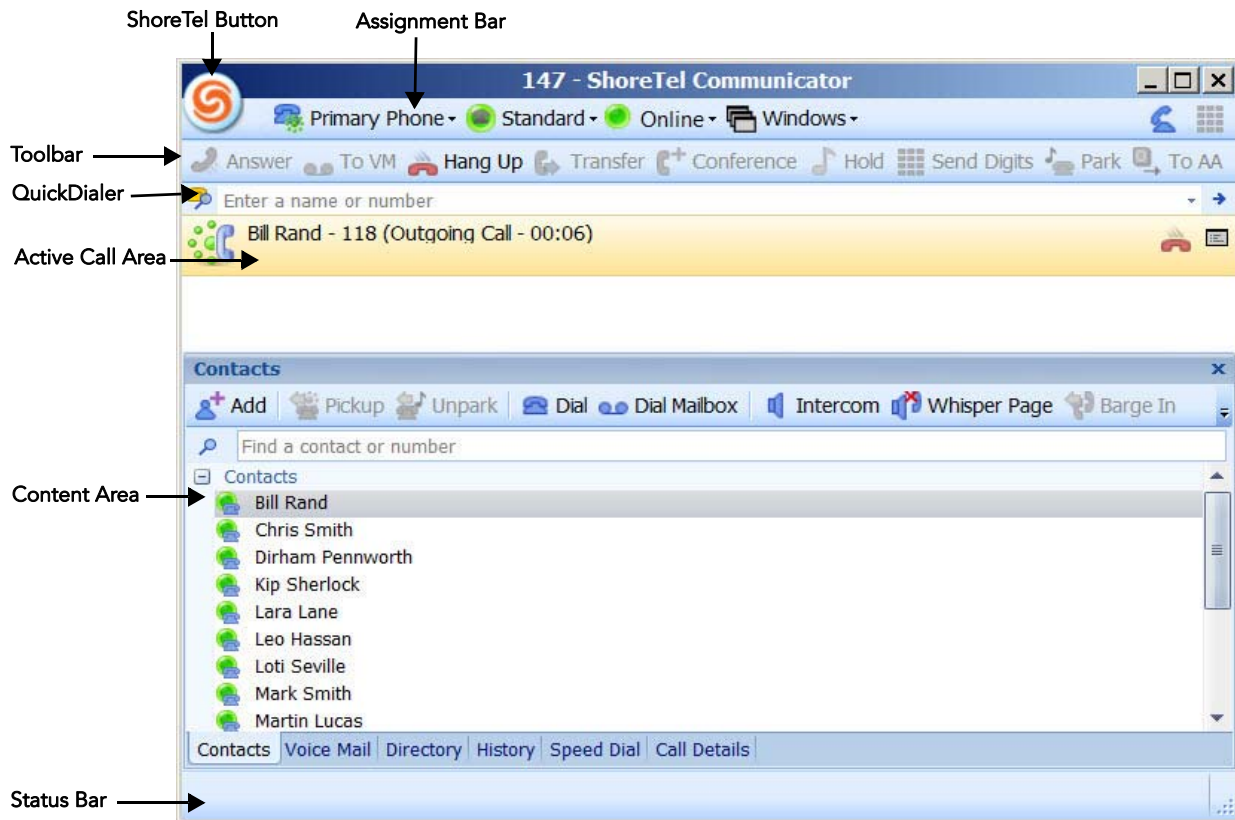 ShoreTel Button
Assignment Bar
147 - ShoreTel Communicator
Primary Phone Standard Online Windows
Toolbar
Answer To VM Hang Up Transfer Conference Hold Send Digits Park To AA
QuickDialer
Enter a name or number
Bill Rand - 118 (Outgoing Call - 00:06)
Active Call Area
Contacts
Add Pickup Unpark Dial Dial Mailbox Intercom Whisper Page Barge In
Find a contact or number
Contacts
Content Area
Bill Rand
Chris Smith
Dirham Pennworth
Kip Sherlock
Lara Lane
Leo Hassan
Loti Seville
Mark Smith
Martin Lucas
Contacts Voice Mail Directory History Speed Dial Call Details
Status Bar